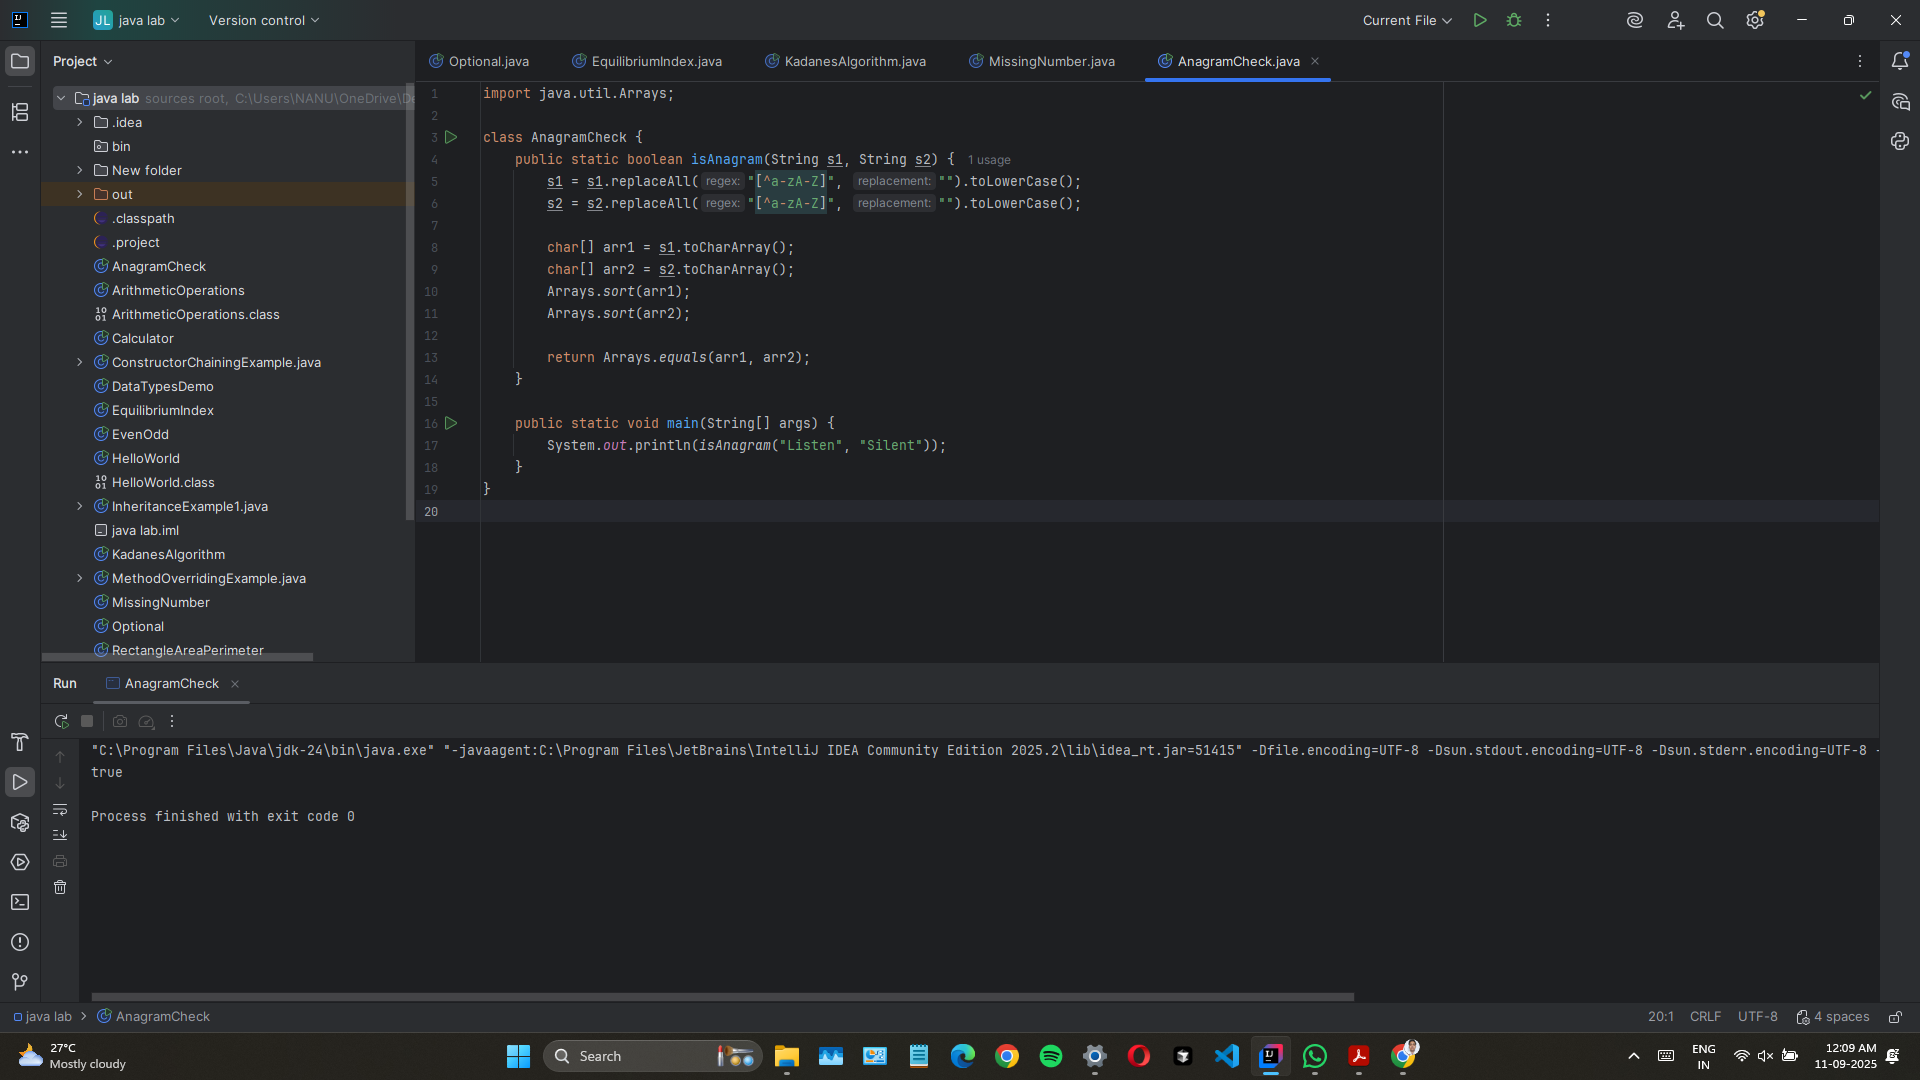 JL java lab Version control Current File
Project
java lab sources root, C:\Users\NANU\OneDrive\De
.idea
bin
New folder
out
.classpath
.project
AnagramCheck
ArithmeticOperations
ArithmeticOperations.class
Calculator
ConstructorChainingExample.java
DataTypesDemo
EquilibriumIndex
EvenOdd
HelloWorld
HelloWorld.class
InheritanceExample1.java
java lab.iml
KadanesAlgorithm
MethodOverridingExample.java
MissingNumber
Optional
RectangleAreaPerimeter
Optional.java EquilibriumIndex.java KadanesAlgorithm.java MissingNumber.java AnagramCheck.java
1 import java.util.Arrays;
2
3 class AnagramCheck {
4 public static boolean isAnagram(String s1, String s2) { 1 usage
5 s1 = s1.replaceAll( regex: "[^a-zA-Z]", replacement: "").toLowerCase();
6 s2 = s2.replaceAll( regex: "[^a-zA-Z]", replacement: "").toLowerCase();
7
8 char[] arr1 = s1.toCharArray();
9 char[] arr2 = s2.toCharArray();
10 Arrays.sort(arr1);
11 Arrays.sort(arr2);
12
13 return Arrays.equals(arr1, arr2);
14 }
15
16 public static void main(String[] args) {
17 System.out.println(isAnagram("Listen", "Silent"));
18 }
19 }
20
Run AnagramCheck
"C:\Program Files\Java\jdk-24\bin\java.exe" "-javaagent:C:\Program Files\JetBrains\IntelliJ IDEA Community Edition 2025.2\lib\idea_rt.jar=51415" -Dfile.encoding=UTF-8 -Dsun.stdout.encoding=UTF-8 -Dsun.stderr.encoding=UTF-8 -
true
Process finished with exit code 0
java lab AnagramCheck 20:1 CRLF UTF-8 4 spaces
27°C
Mostly cloudy
Search
ENG
IN
12:09 AM
11-09-2025